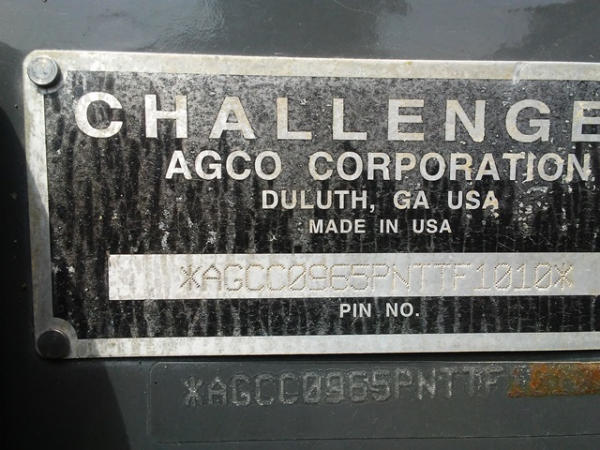 CHALLENGE
AGCO CORPORATION
DULUTH, GA USA
MADE IN USA
*AGCC0965PNTTF1010*
PIN NO.
*AGCC0965PNTTF